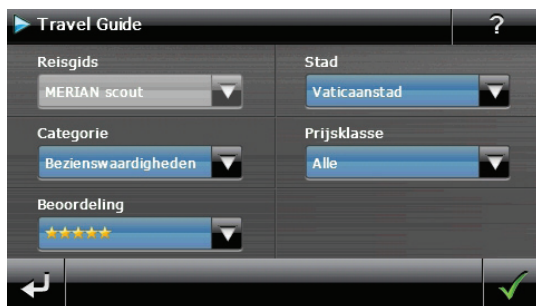 Travel Guide ?
Reisgids
MERIAN scout
Stad
Vaticaanstad
Categorie
Bezienswaardigheden
Prijsklasse
Alle
Beoordeling
★★★★★